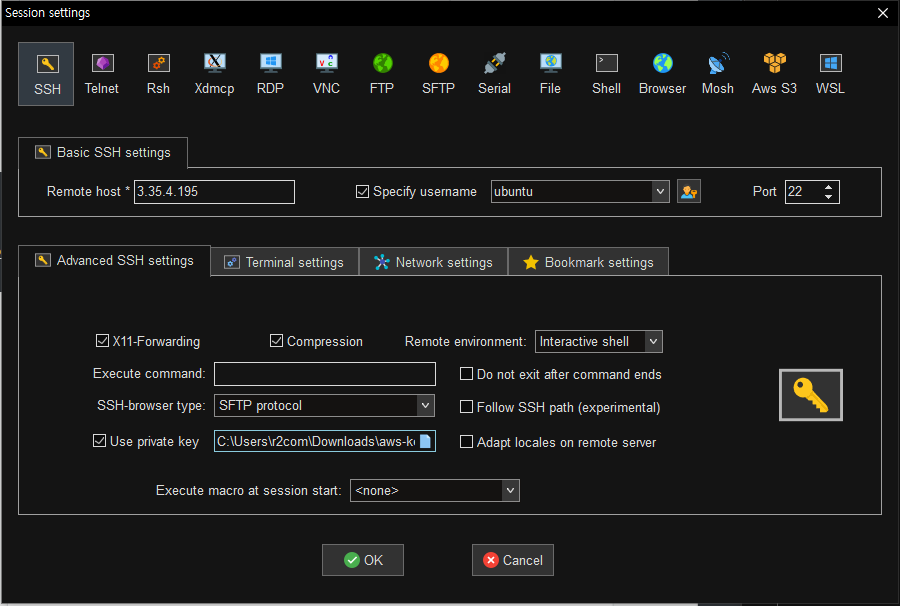 Session settings
SSH Telnet Rsh Xdmcp RDP VNC FTP SFTP Serial File Shell Browser Mosh Aws S3 WSL
Basic SSH settings
Remote host * 3.35.4.195 Specify username ubuntu Port 22
Advanced SSH settings Terminal settings Network settings Bookmark settings
X11-Forwarding Compression Remote environment: Interactive shell
Execute command: Do not exit after command ends
SSH-browser type: SFTP protocol Follow SSH path (experimental)
Use private key C:\Users\r2com\Downloads\aws-ke Adapt locales on remote server
Execute macro at session start: <none>
OK Cancel